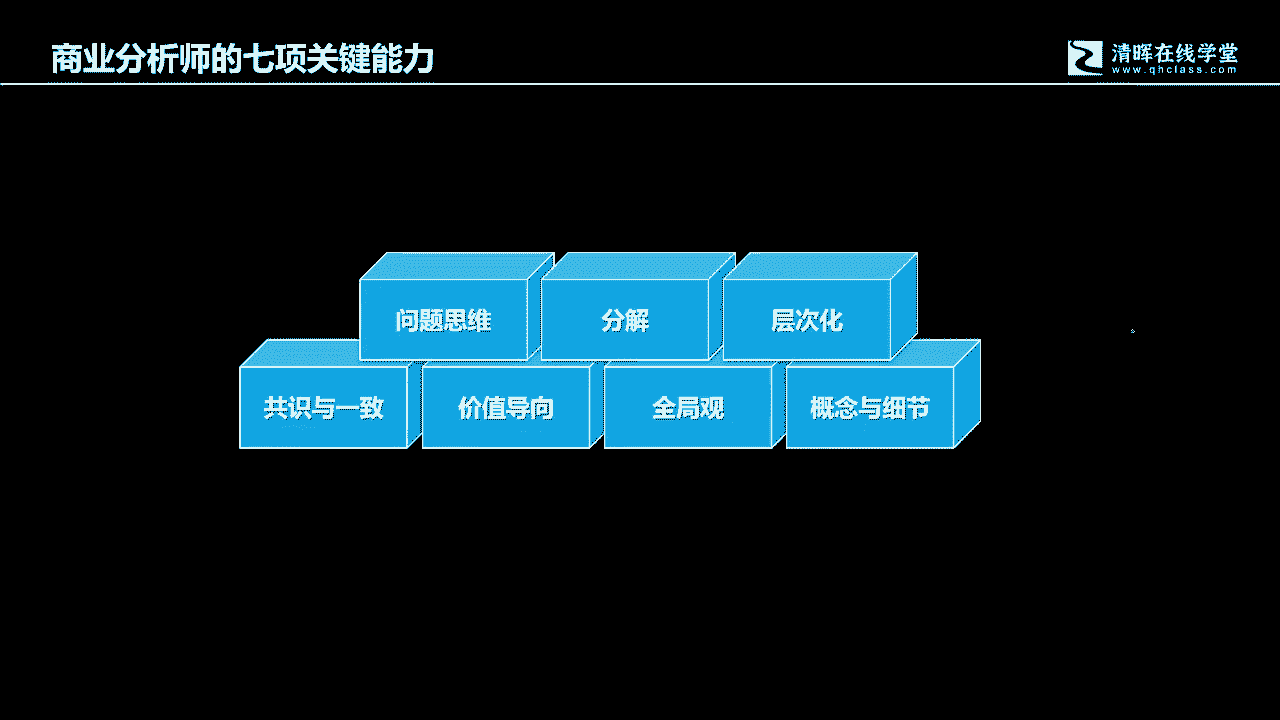 商业分析师的七项关键能力
清晖在线学堂
www.qhclass.com
问题思维
分解
层次化
共识与一致
价值导向
全局观
概念与细节